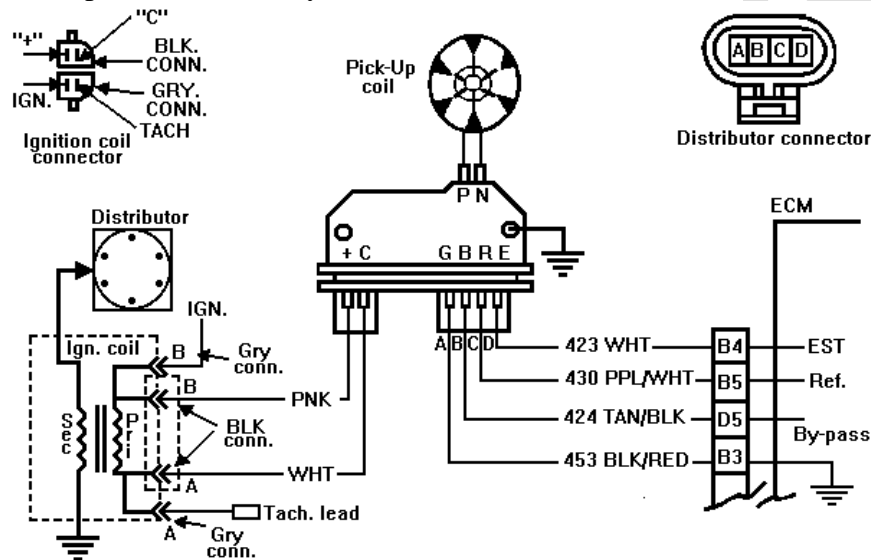 "C"
"+"
BLK.
CONN.
IGN.
GRY.
CONN.
TACH
Ignition coil
connector
Pick-Up
coil
P N
A B C D
Distributor connector
ECM
Distributor
+ C
G B R E
A B C D
IGN.
Ign. coil
B
Gry
conn.
B
PNK
Sec
Pri
BLK
conn.
WHT
A
Tach. lead
A
Gry
conn.
423 WHT
B4
EST
430 PPL/WHT
B5
Ref.
424 TAN/BLK
D5
By-pass
453 BLK/RED
B3